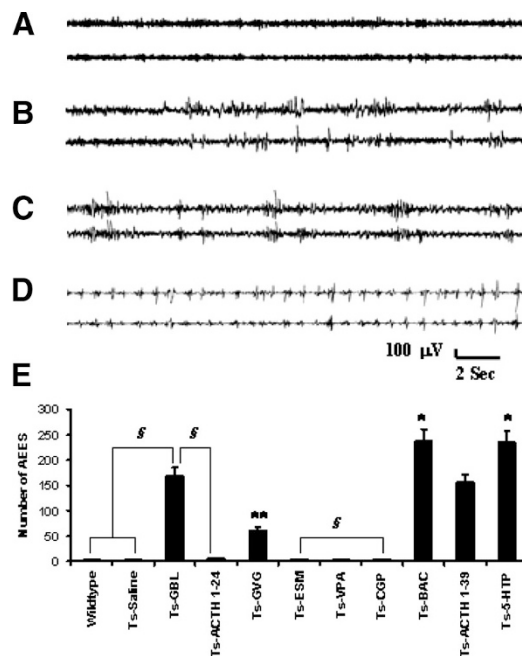 A
B
C
D
100 µV
2 Sec
E
Number of AEES
300
250
200
150
100
50
0
§
§
**
§
*
*
Wildtype
Ts-Saline
Ts-GBL
Ts-ACTH 1-24
Ts-GVG
Ts-ESM
Ts-VPA
Ts-CGP
Ts-BAC
Ts-ACTH 1-39
Ts-5-HTP